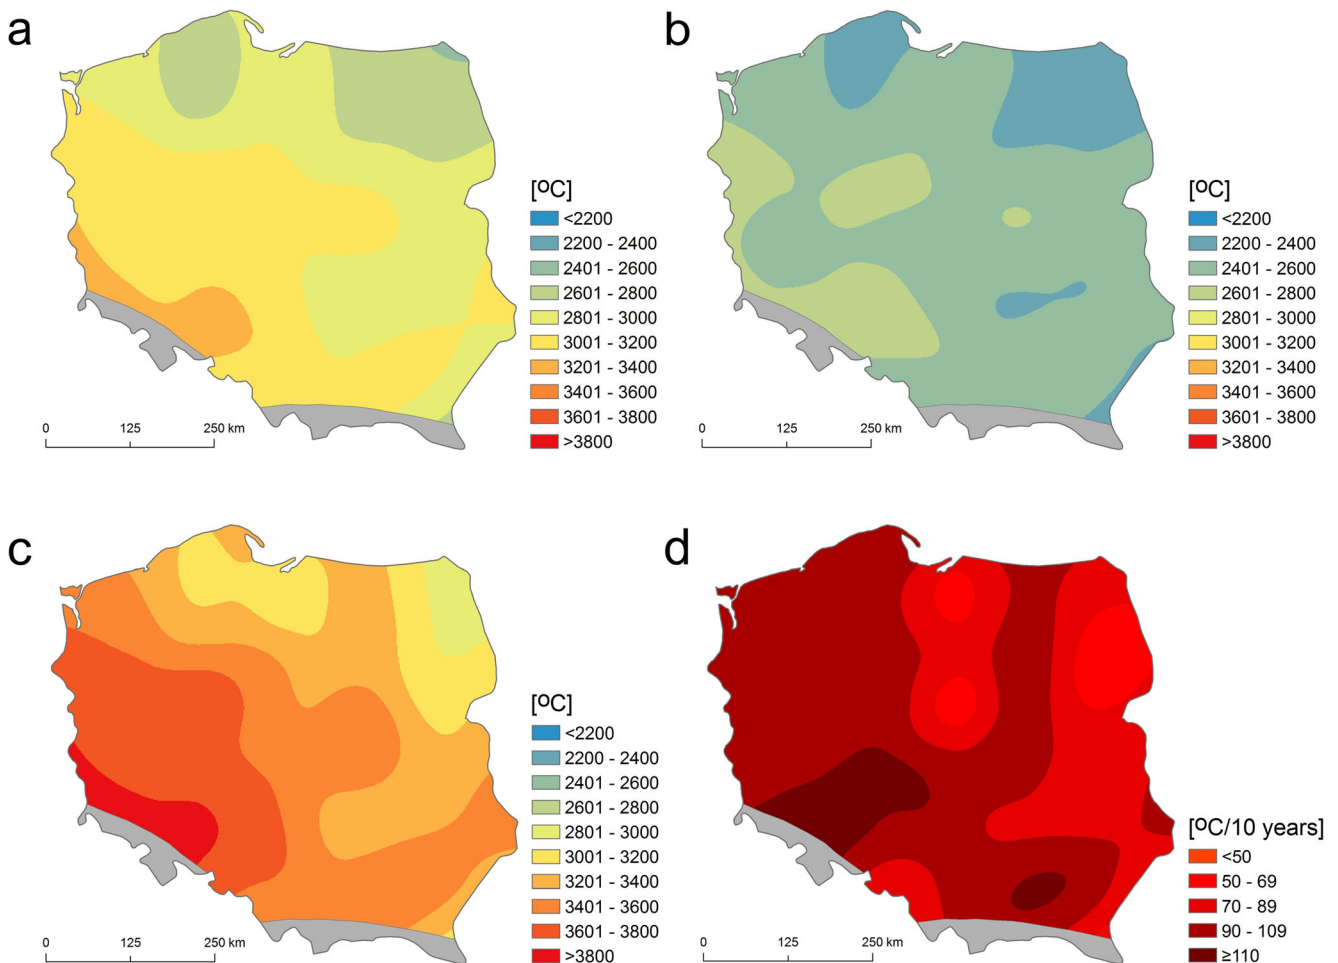 a
[ºC]
<2200
2200 - 2400
2401 - 2600
2601 - 2800
2801 - 3000
3001 - 3200
3201 - 3400
3401 - 3600
3601 - 3800
>3800
0 125 250 km
b
[ºC]
<2200
2200 - 2400
2401 - 2600
2601 - 2800
2801 - 3000
3001 - 3200
3201 - 3400
3401 - 3600
3601 - 3800
>3800
0 125 250 km
c
[ºC]
<2200
2200 - 2400
2401 - 2600
2601 - 2800
2801 - 3000
3001 - 3200
3201 - 3400
3401 - 3600
3601 - 3800
>3800
0 125 250 km
d
[ºC/10 years]
<50
50 - 69
70 - 89
90 - 109
≥110
0 125 250 km